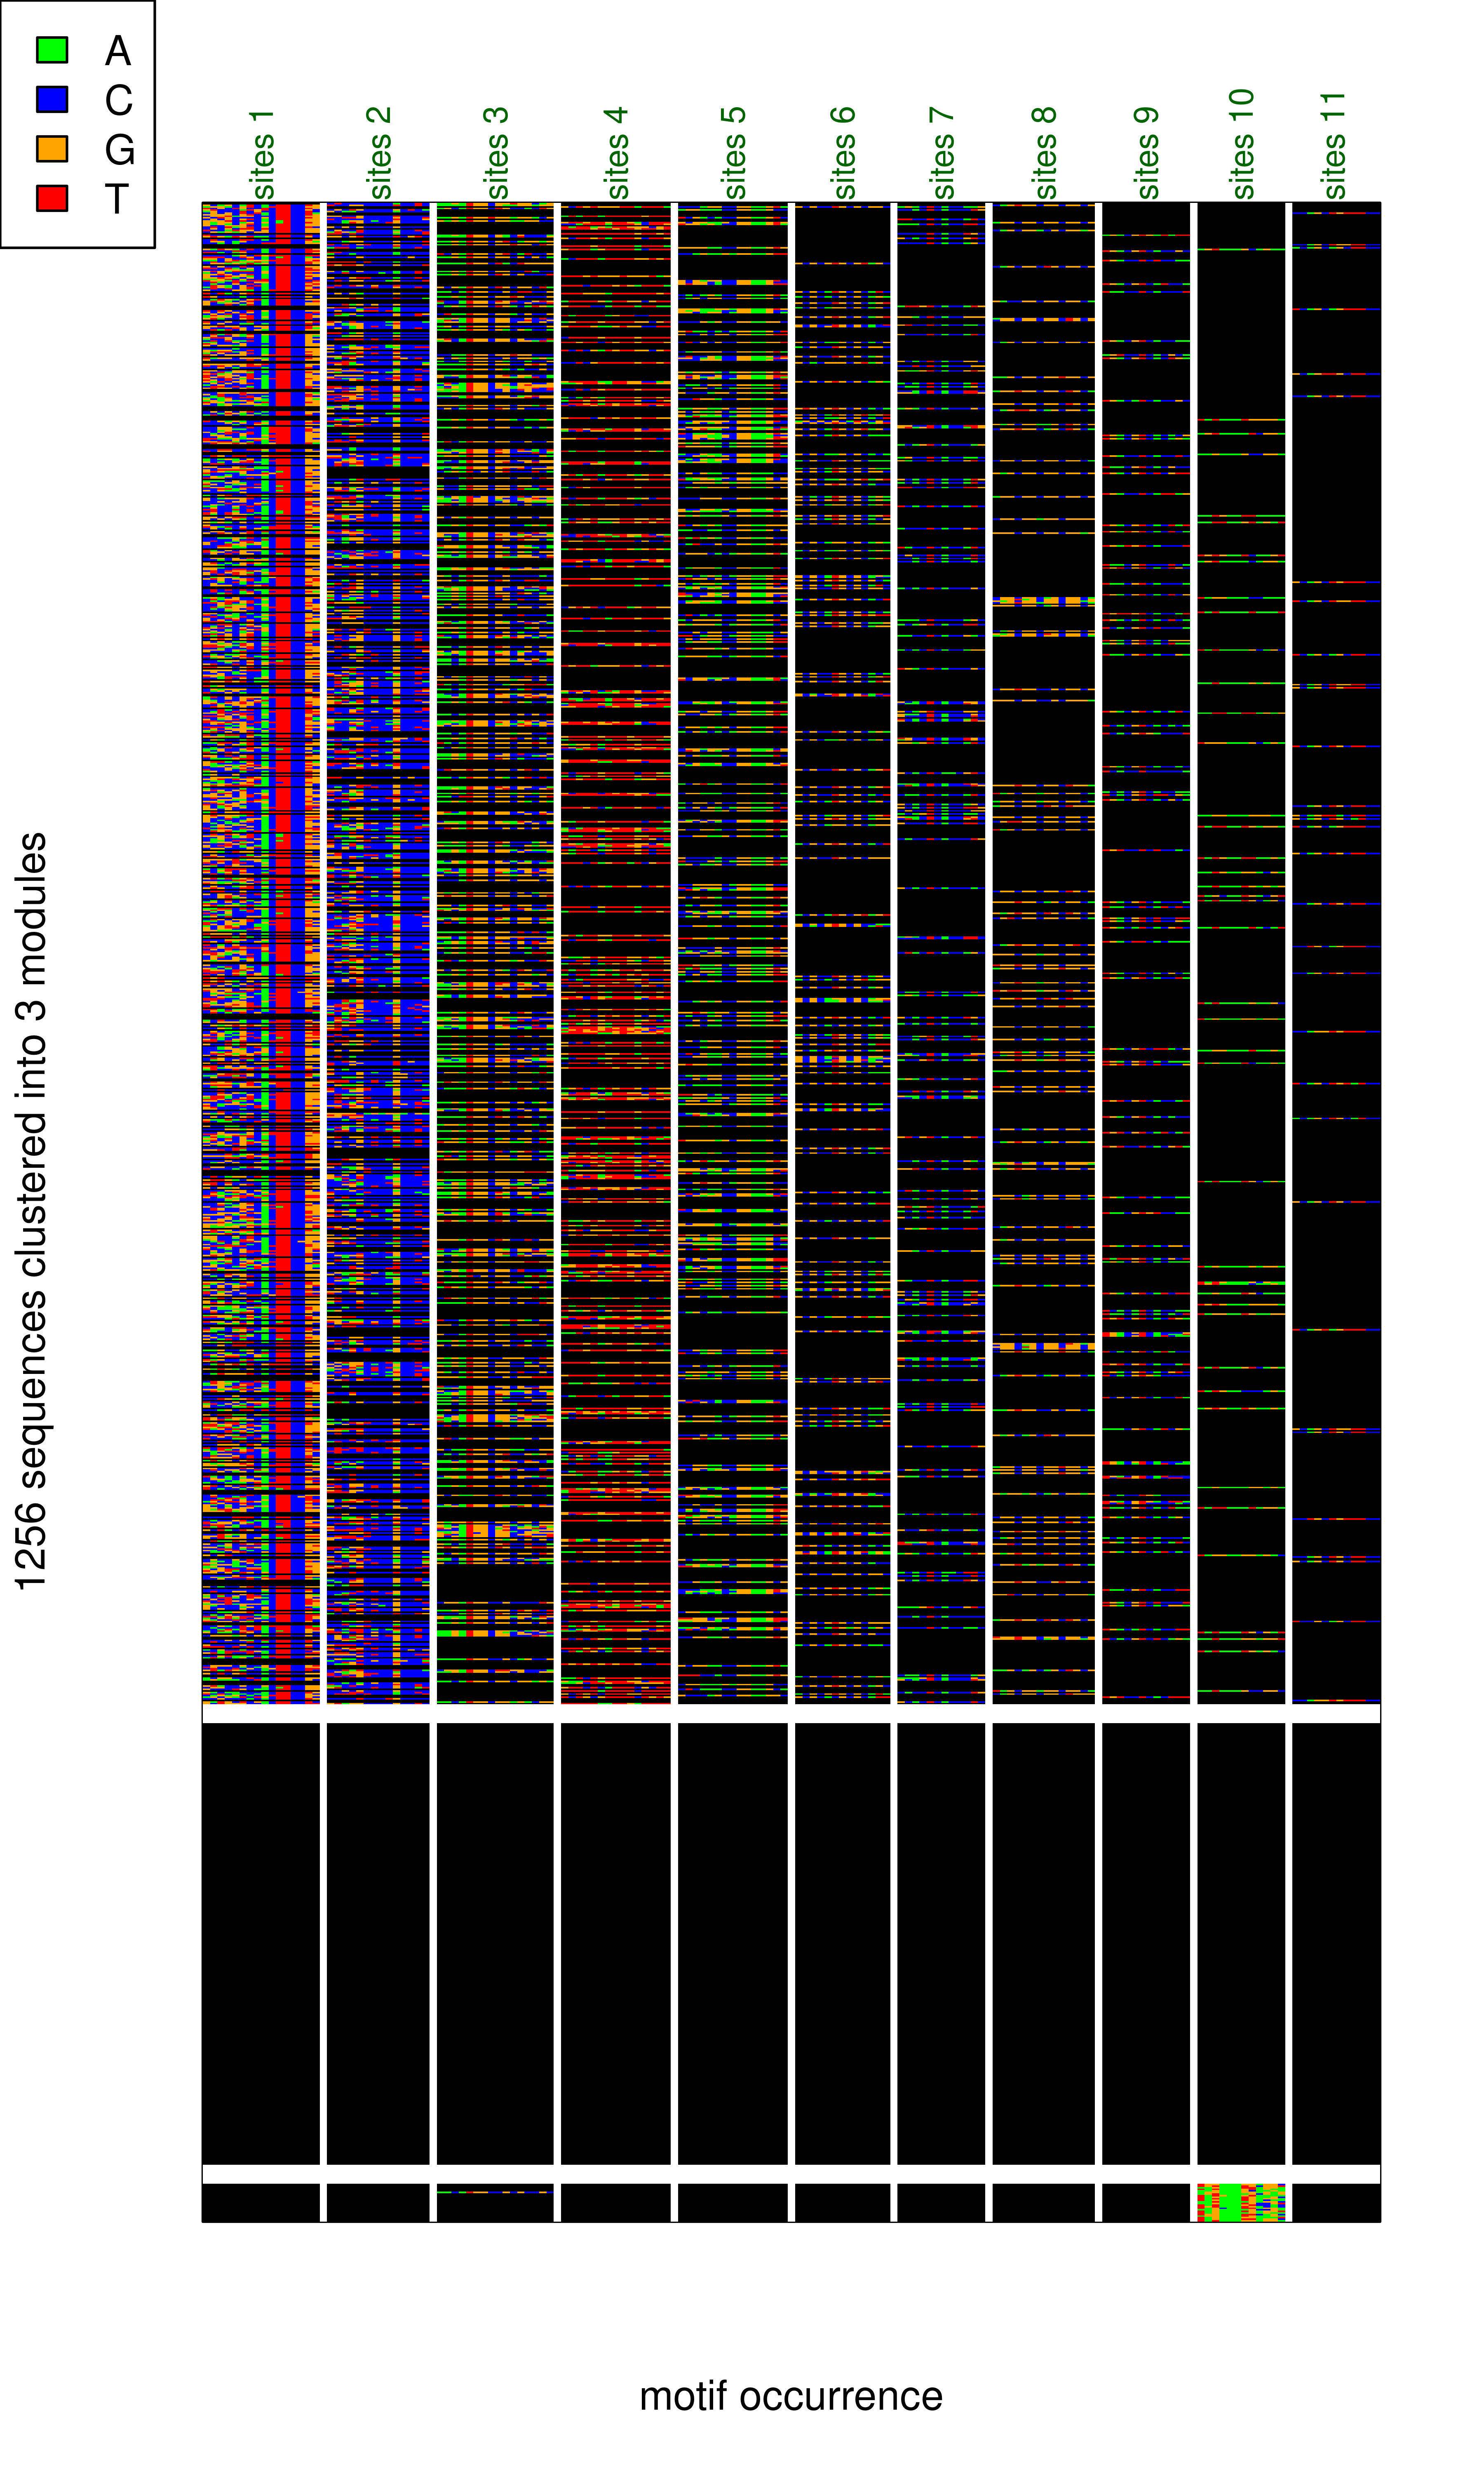 A
C
G
T
sites 1
sites 2
sites 3
sites 4
sites 5
sites 6
sites 7
sites 8
sites 9
sites 10
sites 11
1256 sequences clustered into 3 modules
motif occurrence